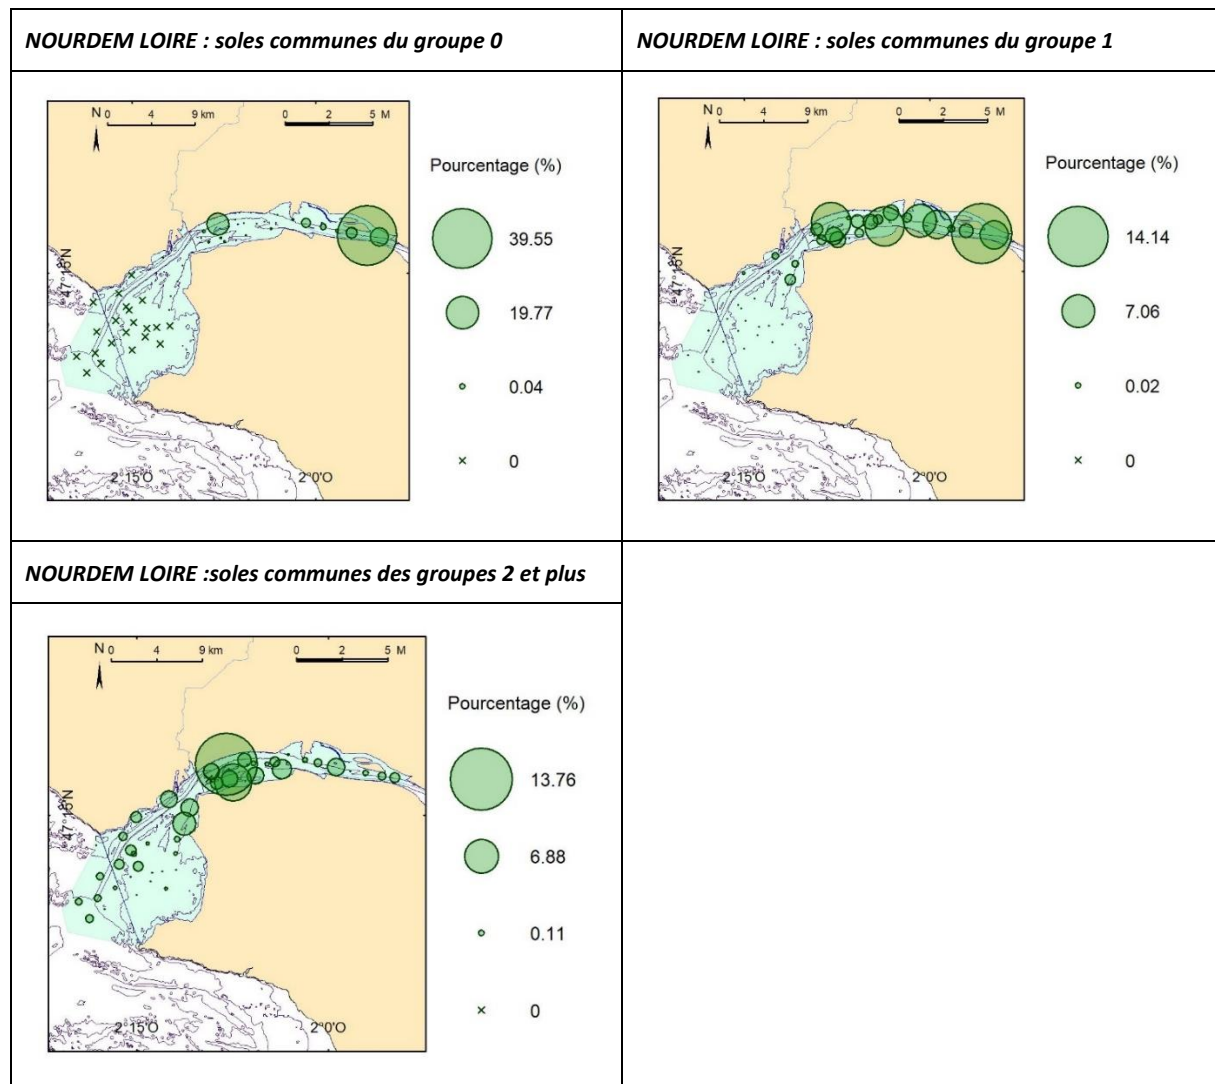 NOURDEM LOIRE : soles communes du groupe 0
N 0 4 9 km 0 2 5 M
47°15'N
2°15'O 2°0'O
Pourcentage (%)
39.55
19.77
0.04
0
NOURDEM LOIRE : soles communes du groupe 1
N 0 4 9 km 0 2 5 M
47°15'N
2°15'O 2°0'O
Pourcentage (%)
14.14
7.06
0.02
0
NOURDEM LOIRE :soles communes des groupes 2 et plus
N 0 4 9 km 0 2 5 M
47°15'N
2°15'O 2°0'O
Pourcentage (%)
13.76
6.88
0.11
0